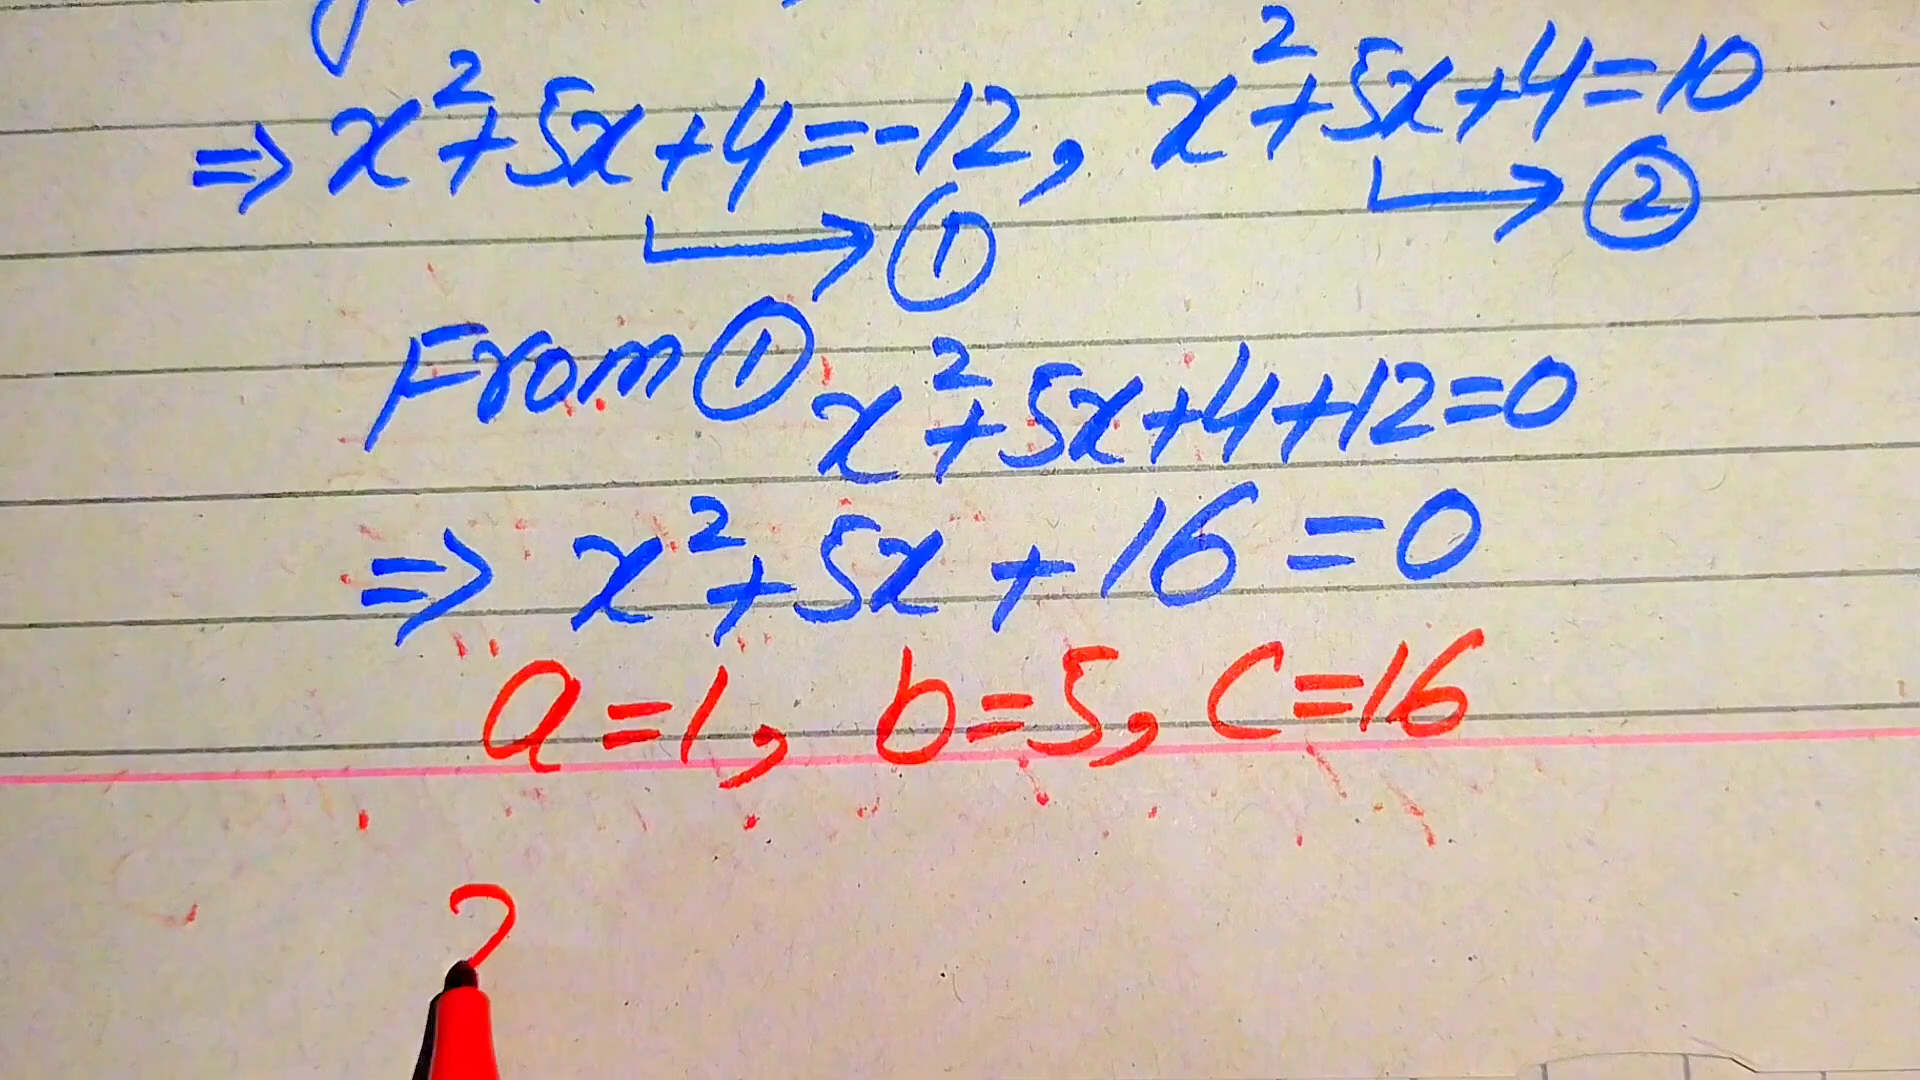 ⇒ x²+5x+4=-12, x²+5x+4=10
① ②
From ① x²+5x+4+12=0
⇒ x²+5x+16=0
a=1, b=5, c=16